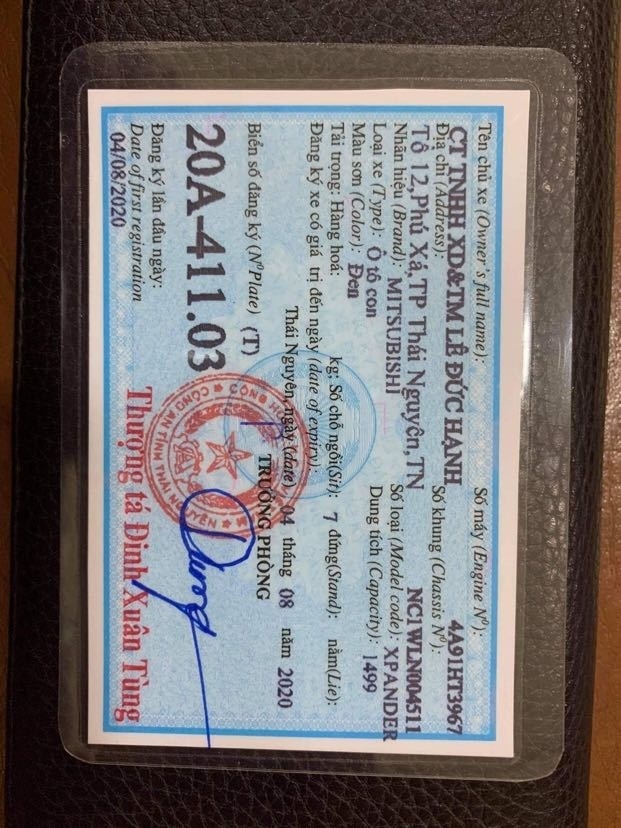 Tên chủ xe (Owner's full name): Số máy (Engine Nº):
CT TNHH XD&TM LÊ ĐỨC HẠNH 4A91HT3967
Địa chỉ (Address): Số khung (Chassis Nº):
Tổ 12,Phú Xá,TP Thái Nguyên,TN NC1WLN004511
Nhãn hiệu (Brand): MITSUBISHI Số loại (Model code): XPANDER
Loại xe (Type): Ô tô con Dung tích (Capacity): 1499
Màu sơn (Color): Đen
Tải trọng: Hàng hoá: kg; Số chỗ ngồi(Sit): 7 đứng(Stand): nằm(Lie):
Đăng ký xe có giá trị đến ngày (date of expiry):
Thái Nguyên, ngày (date) 04 tháng 08 năm 2020
Biển số đăng ký (NºPlate) (T)
TRƯỞNG PHÒNG
20A-411.03
CÔNG AN TỈNH THÁI NGUYÊN
Đăng ký lần đầu ngày:
Date of first registration
04/08/2020
Thượng tá Đinh Xuân Tùng